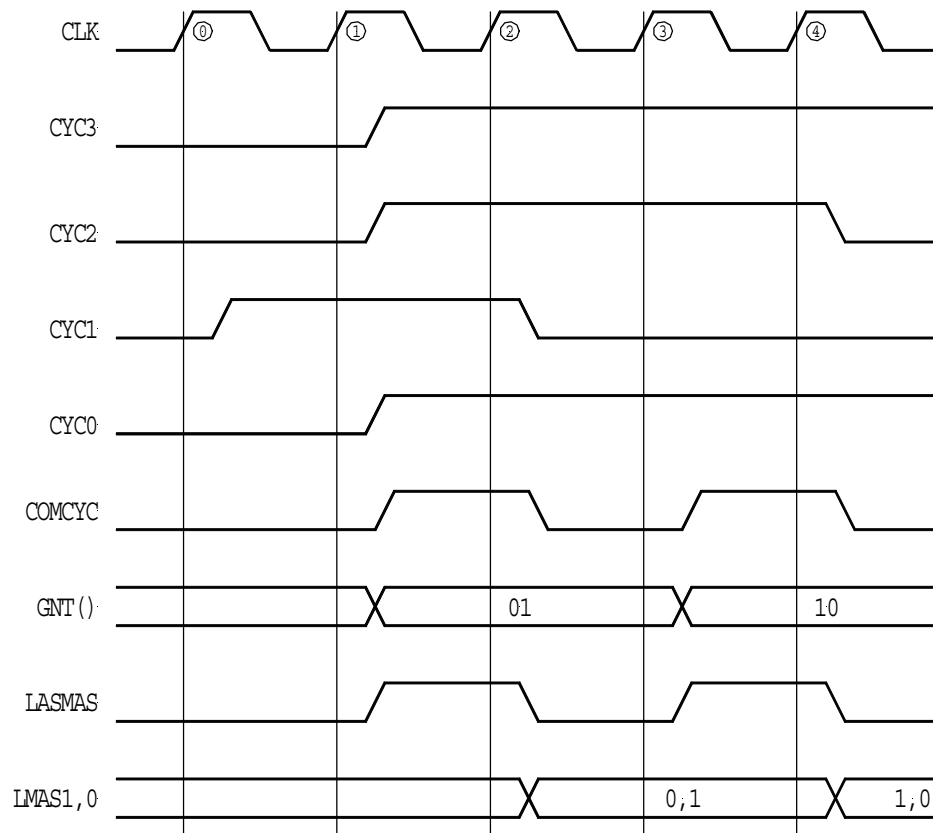 CLK ⓪ ① ② ③ ④
CYC3
CYC2
CYC1
CYC0
COMCYC
GNT() 01 10
LASMAS
LMAS1,0 0,1 1,0